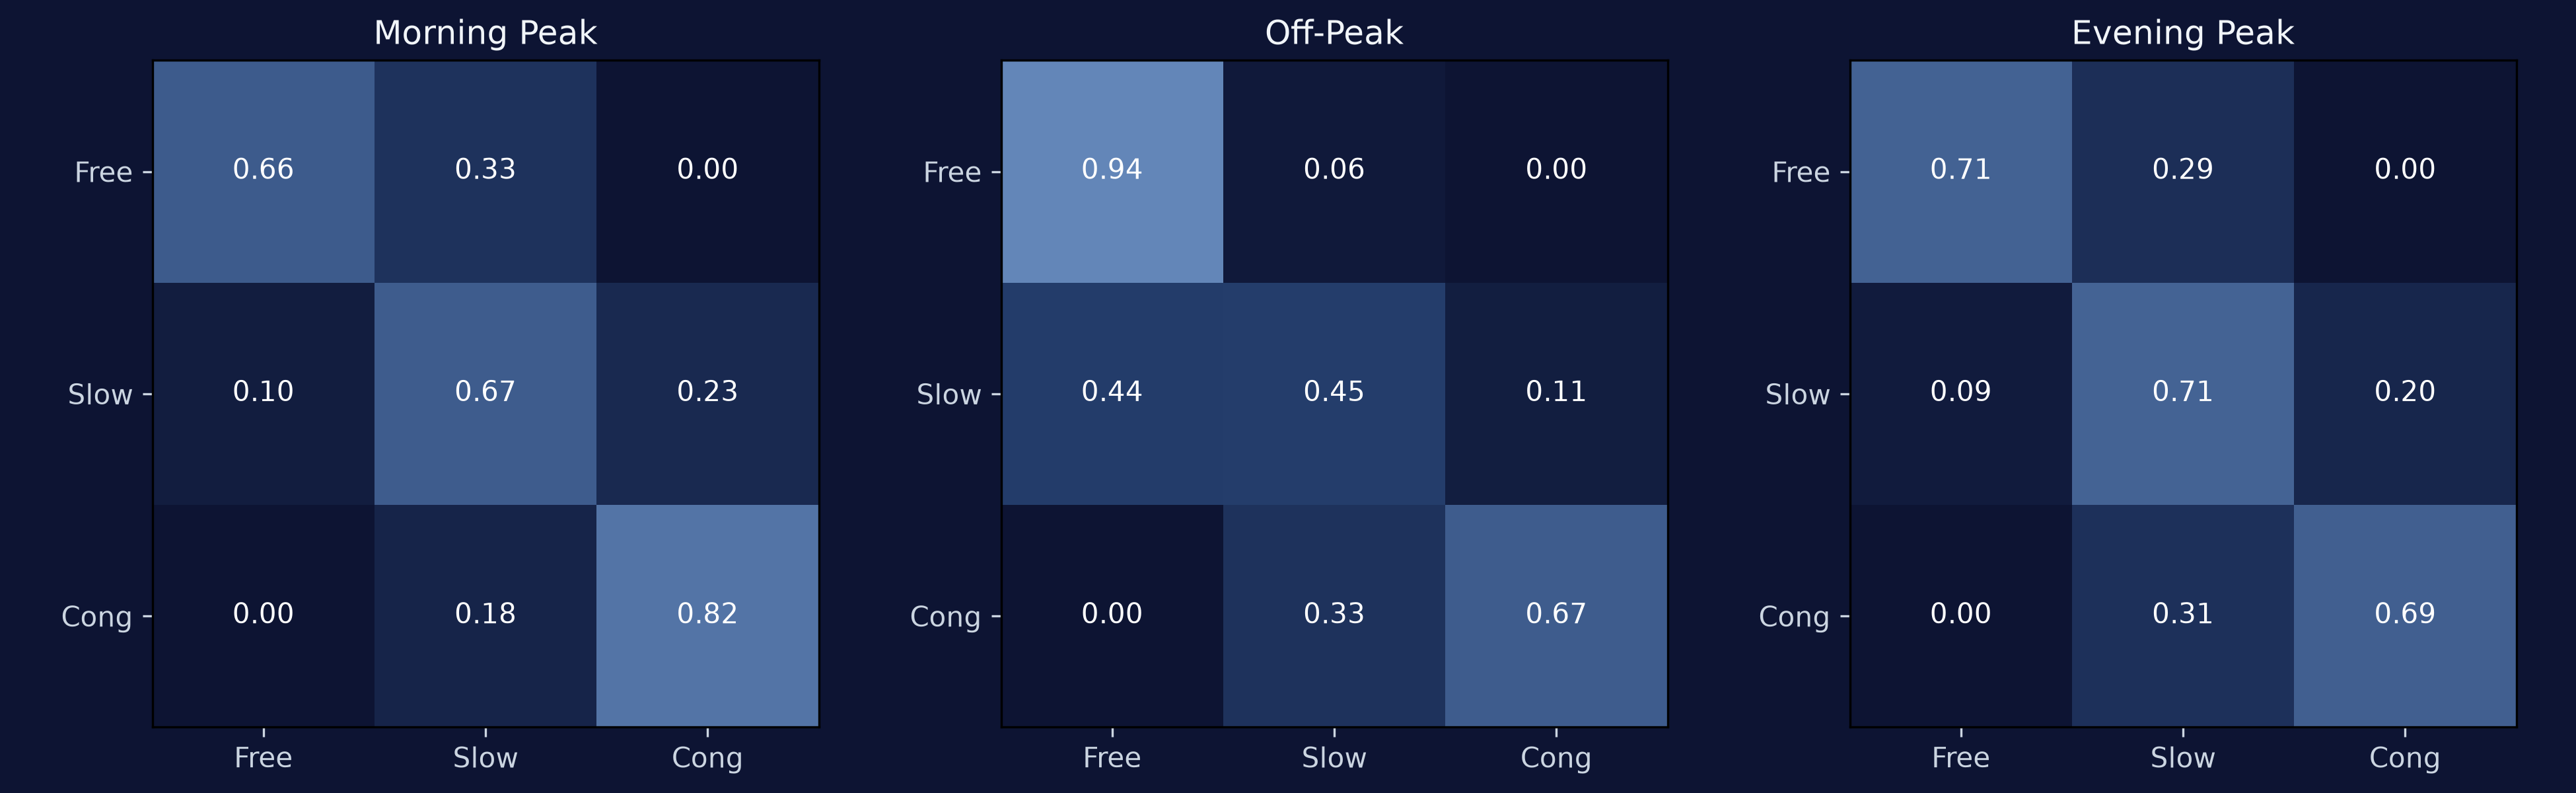 Morning Peak
Free 0.66 0.33 0.00
Slow 0.10 0.67 0.23
Cong 0.00 0.18 0.82
Free Slow Cong
Off-Peak
Free 0.94 0.06 0.00
Slow 0.44 0.45 0.11
Cong 0.00 0.33 0.67
Free Slow Cong
Evening Peak
Free 0.71 0.29 0.00
Slow 0.09 0.71 0.20
Cong 0.00 0.31 0.69
Free Slow Cong